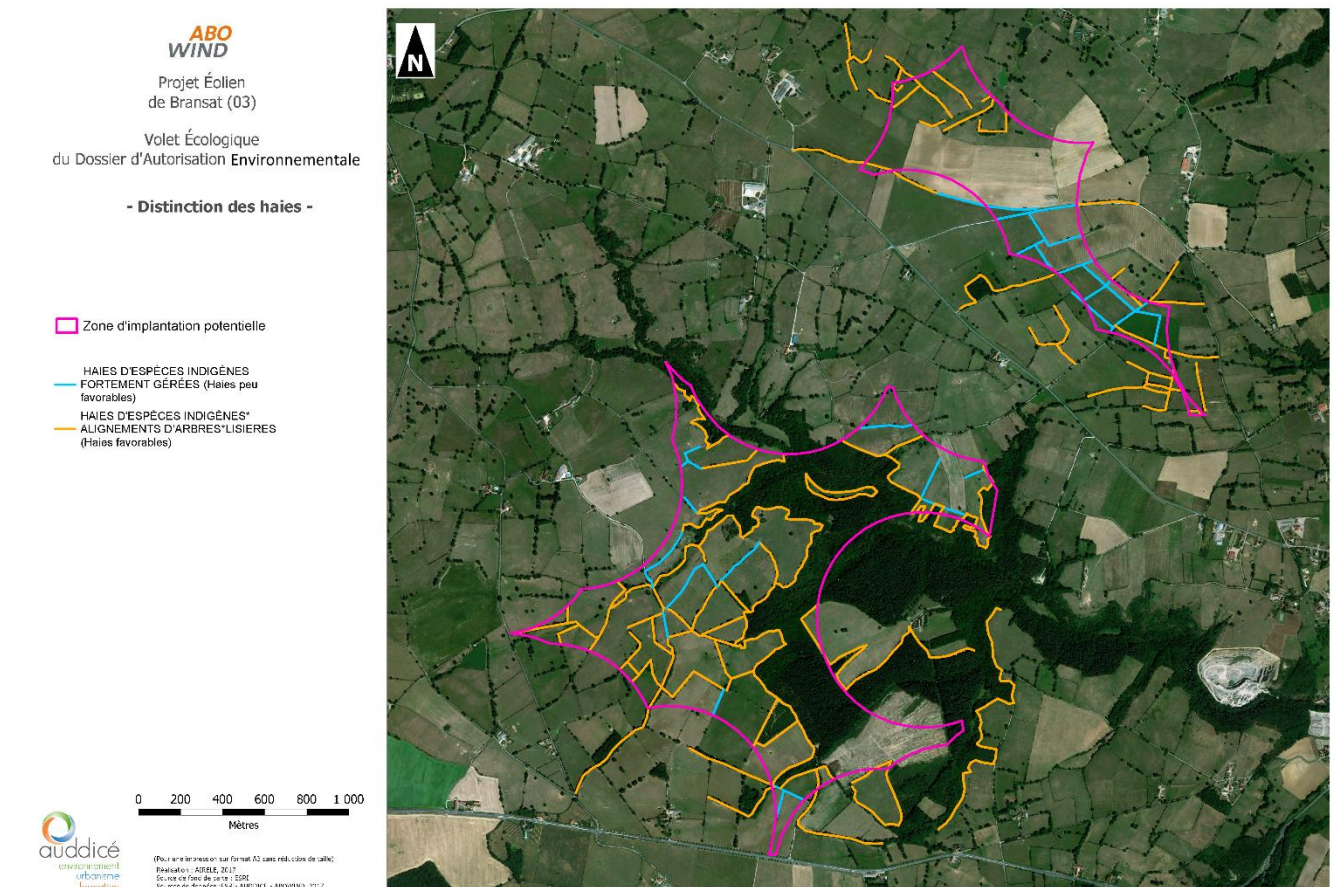 ABO
WIND
Projet Éolien
de Bransat (03)
Volet Écologique
du Dossier d'Autorisation Environnementale
- Distinction des haies -
N
Zone d'implantation potentielle
HAIES D'ESPÈCES INDIGÈNES
FORTEMENT GÉRÉES (Haies peu
favorables)
HAIES D'ESPÈCES INDIGÈNES*
ALIGNEMENTS D'ARBRES*LISIERES
(Haies favorables)
0 200 400 600 800 1 000
Mètres
auddicé
environnement
urbanisme
(Pour une impression sur format A3 sans réduction de taille)
Réalisation : AIRELE, 2017
Source de fond de carte : ESRI